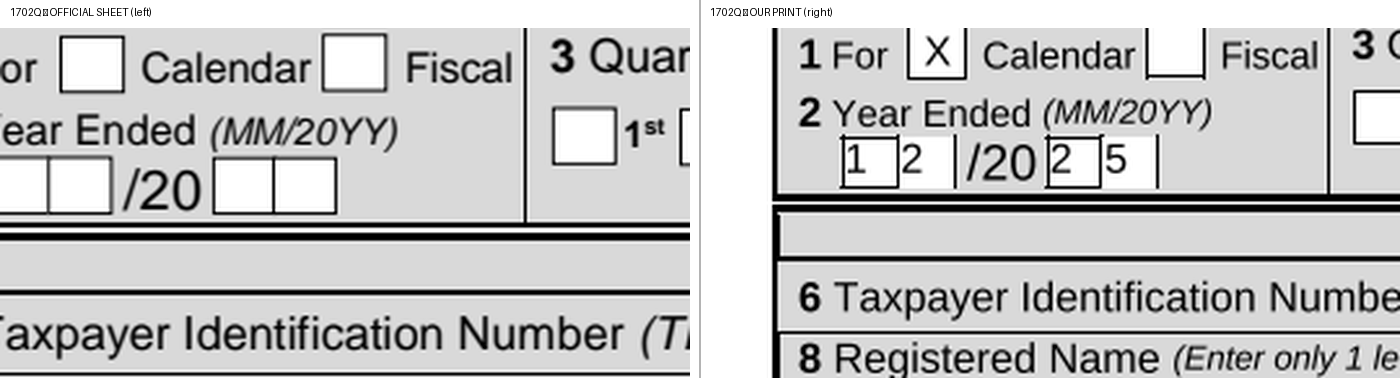 1702Q OFFICIAL SHEET (left)
or Calendar Fiscal
3 Quar
ear Ended (MM/20YY)
1st
/20
axpayer Identification Number
1702Q OUR PRINT (right)
1 For X Calendar Fiscal
3
2 Year Ended (MM/20YY)
1 2 /20 2 5
6 Taxpayer Identification Numbe
8 Registered Name (Enter only 1 le